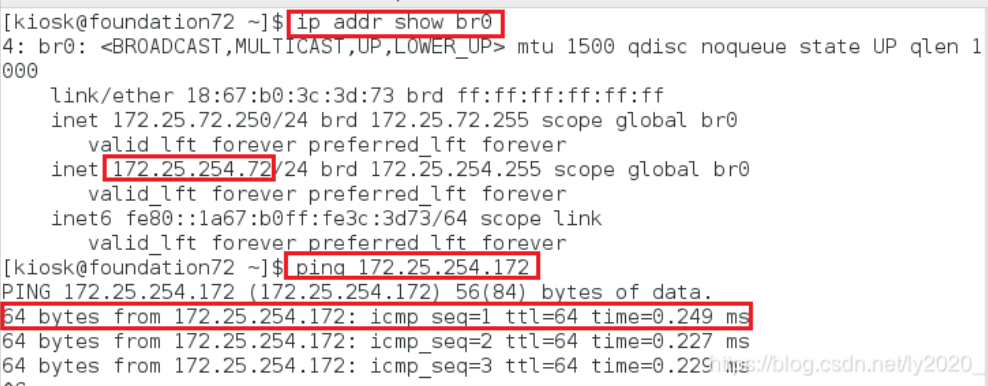 [kiosk@foundation72 ~]$ ip addr show br0
4: br0: <BROADCAST,MULTICAST,UP,LOWER_UP> mtu 1500 qdisc noqueue state UP qlen 1
000
    link/ether 18:67:b0:3c:3d:73 brd ff:ff:ff:ff:ff:ff
    inet 172.25.72.250/24 brd 172.25.72.255 scope global br0
       valid_lft forever preferred_lft forever
    inet 172.25.254.72/24 brd 172.25.254.255 scope global br0
       valid_lft forever preferred_lft forever
    inet6 fe80::1a67:b0ff:fe3c:3d73/64 scope link
       valid_lft forever preferred_lft forever
[kiosk@foundation72 ~]$ ping 172.25.254.172
PING 172.25.254.172 (172.25.254.172) 56(84) bytes of data.
64 bytes from 172.25.254.172: icmp_seq=1 ttl=64 time=0.249 ms
64 bytes from 172.25.254.172: icmp_seq=2 ttl=64 time=0.227 ms
64 bytes from 172.25.254.172: icmp_seq=3 ttl=64 time=0.229 ms
https://blog.csdn.net/ly2020_